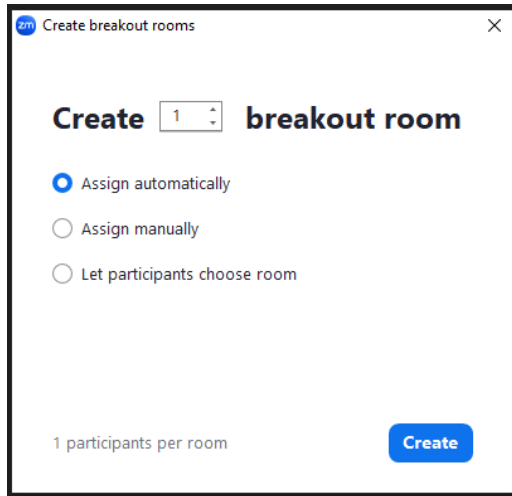 zm Create breakout rooms
Create 1 breakout room
Assign automatically
Assign manually
Let participants choose room
1 participants per room
Create